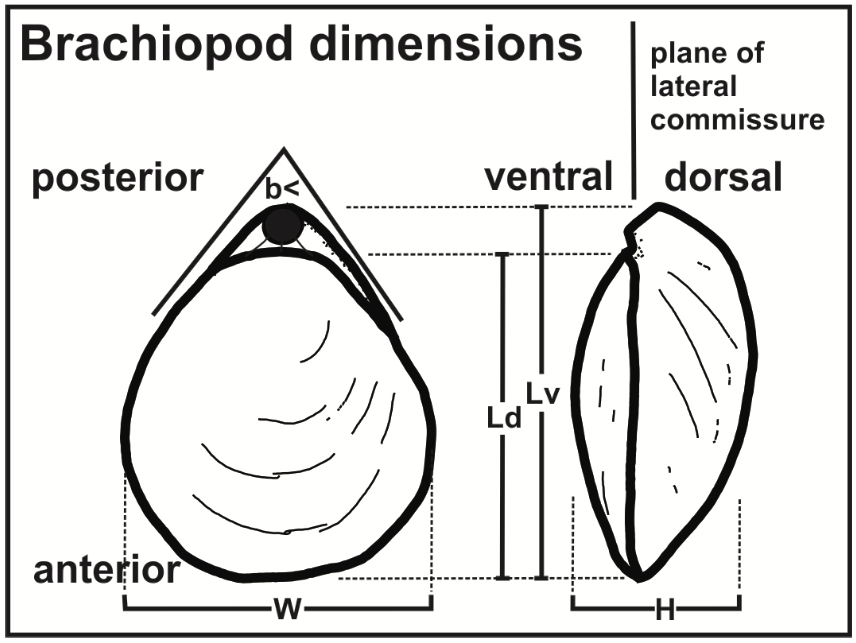 Brachiopod dimensions
plane of
lateral
commissure
posterior
ventral
dorsal
b<
Lv
Ld
anterior
W
H